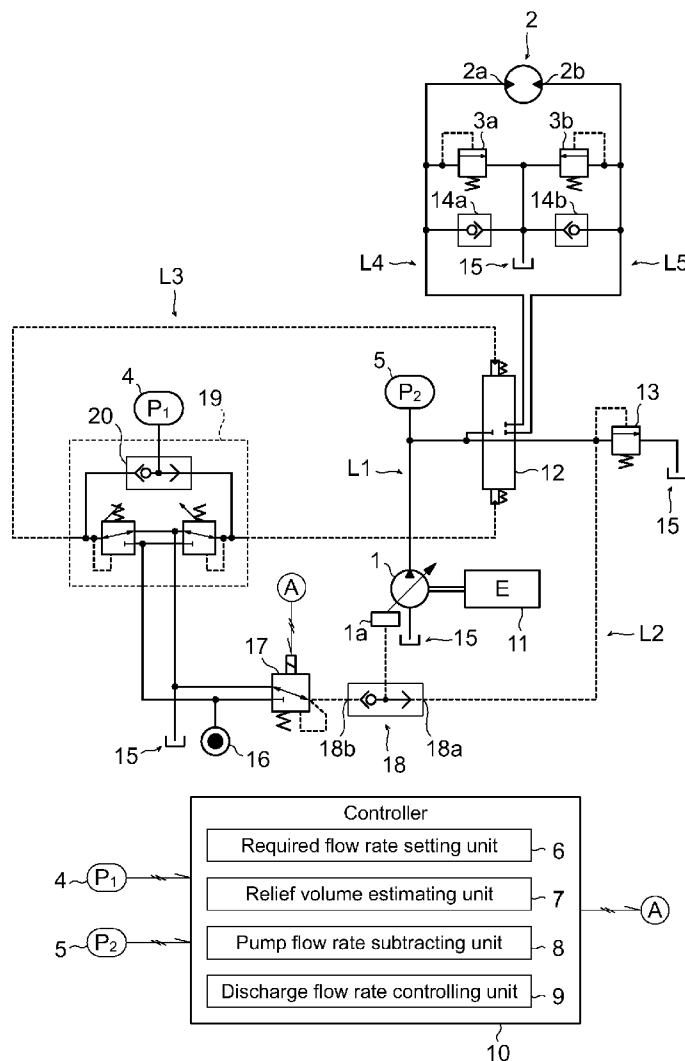 2
2a 2b
3a 3b
14a 14b
L4 15 L5
L3
5
P2
4
P1
19
20
13
L1
12
15
1
E
A
1a
15
11
L2
17
18b 18a
15
16
18
Controller
Required flow rate setting unit 6
Relief volume estimating unit 7
Pump flow rate subtracting unit 8
Discharge flow rate controlling unit 9
4 P1
5 P2
A
10